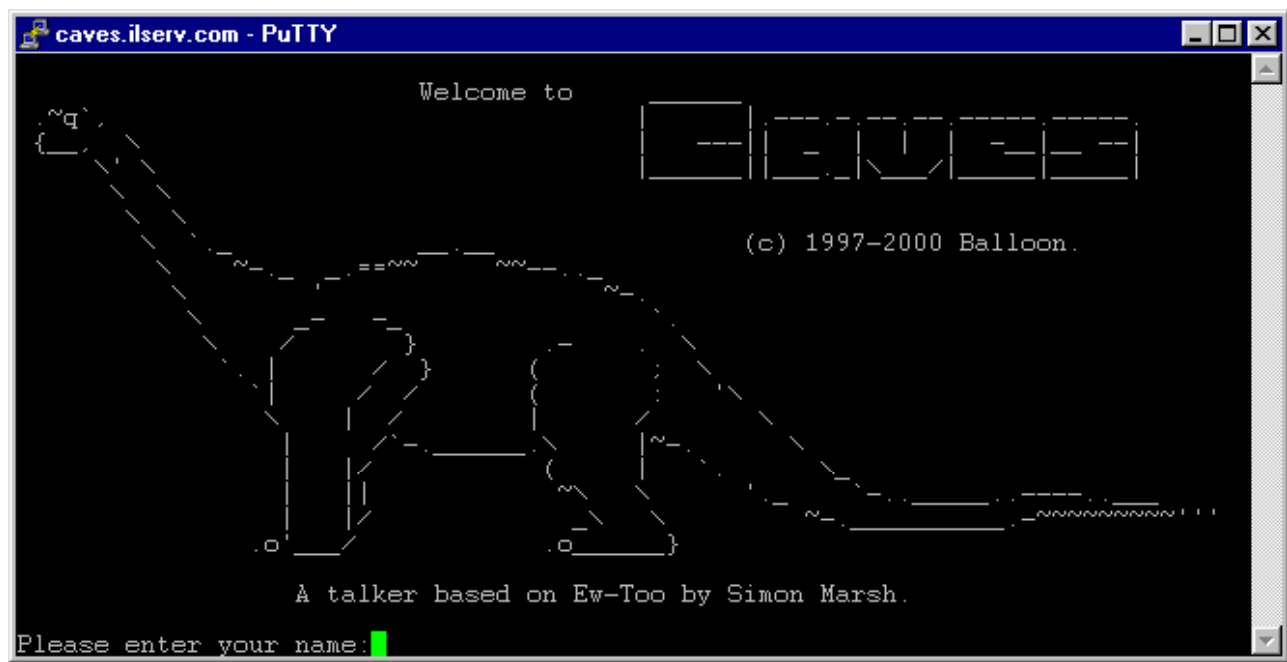 caves.ilserv.com - PuTTY
Welcome to
Caves
(c) 1997-2000 Balloon.
A talker based on Ew-Too by Simon Marsh.
Please enter your name: